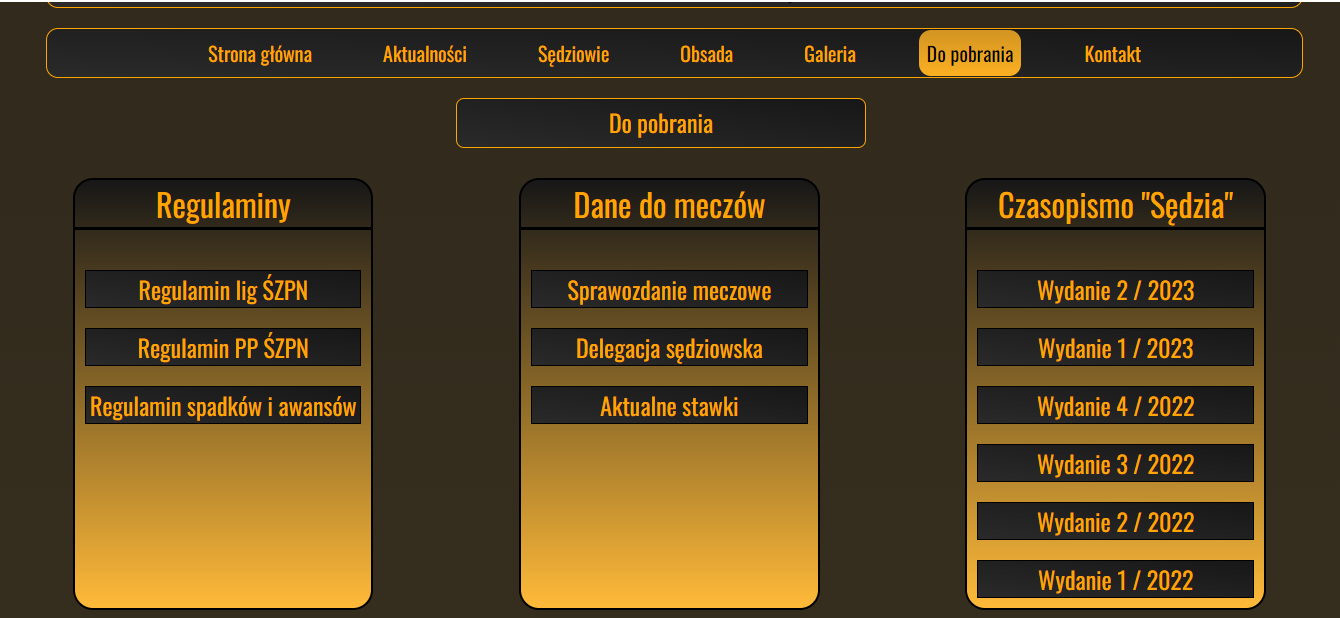 Strona główna Aktualności Sędziowie Obsada Galeria Do pobrania Kontakt
Do pobrania
Regulaminy
Regulamin lig ŚZPN
Regulamin PP ŚZPN
Regulamin spadków i awansów
Dane do meczów
Sprawozdanie meczowe
Delegacja sędziowska
Aktualne stawki
Czasopismo "Sędzia"
Wydanie 2 / 2023
Wydanie 1 / 2023
Wydanie 4 / 2022
Wydanie 3 / 2022
Wydanie 2 / 2022
Wydanie 1 / 2022